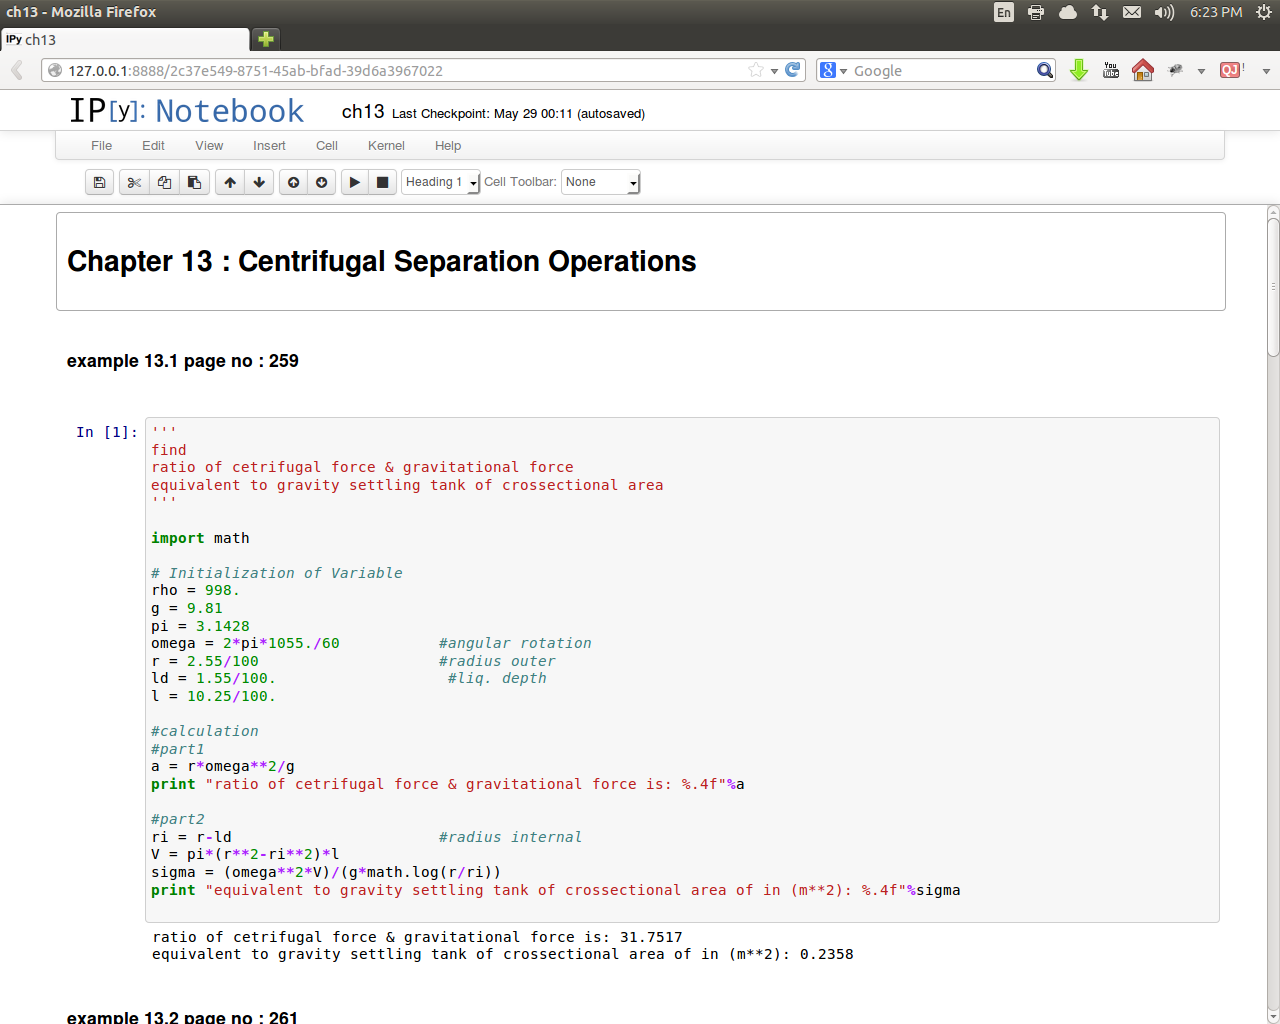 ch13 - Mozilla Firefox
En
6:23 PM
IPy ch13
127.0.0.1:8888/2c37e549-8751-45ab-bfad-39d6a3967022
8 Google
You Tube
QJ !
IP[y]: Notebook ch13 Last Checkpoint: May 29 00:11 (autosaved)
File Edit View Insert Cell Kernel Help
Heading 1 Cell Toolbar: None
Chapter 13 : Centrifugal Separation Operations
example 13.1 page no : 259
In [1]: '''
find
ratio of cetrifugal force & gravitational force
equivalent to gravity settling tank of crossectional area
'''
import math
# Initialization of Variable
rho = 998.
g = 9.81
pi = 3.1428
omega = 2*pi*1055./60 #angular rotation
r = 2.55/100 #radius outer
ld = 1.55/100. #liq. depth
l = 10.25/100.
#calculation
#part1
a = r*omega**2/g
print "ratio of cetrifugal force & gravitational force is: %.4f"%a
#part2
ri = r-ld #radius internal
V = pi*(r**2-ri**2)*l
sigma = (omega**2*V)/(g*math.log(r/ri))
print "equivalent to gravity settling tank of crossectional area of in (m**2): %.4f"%sigma
ratio of cetrifugal force & gravitational force is: 31.7517
equivalent to gravity settling tank of crossectional area of in (m**2): 0.2358
example 13.2 page no : 261